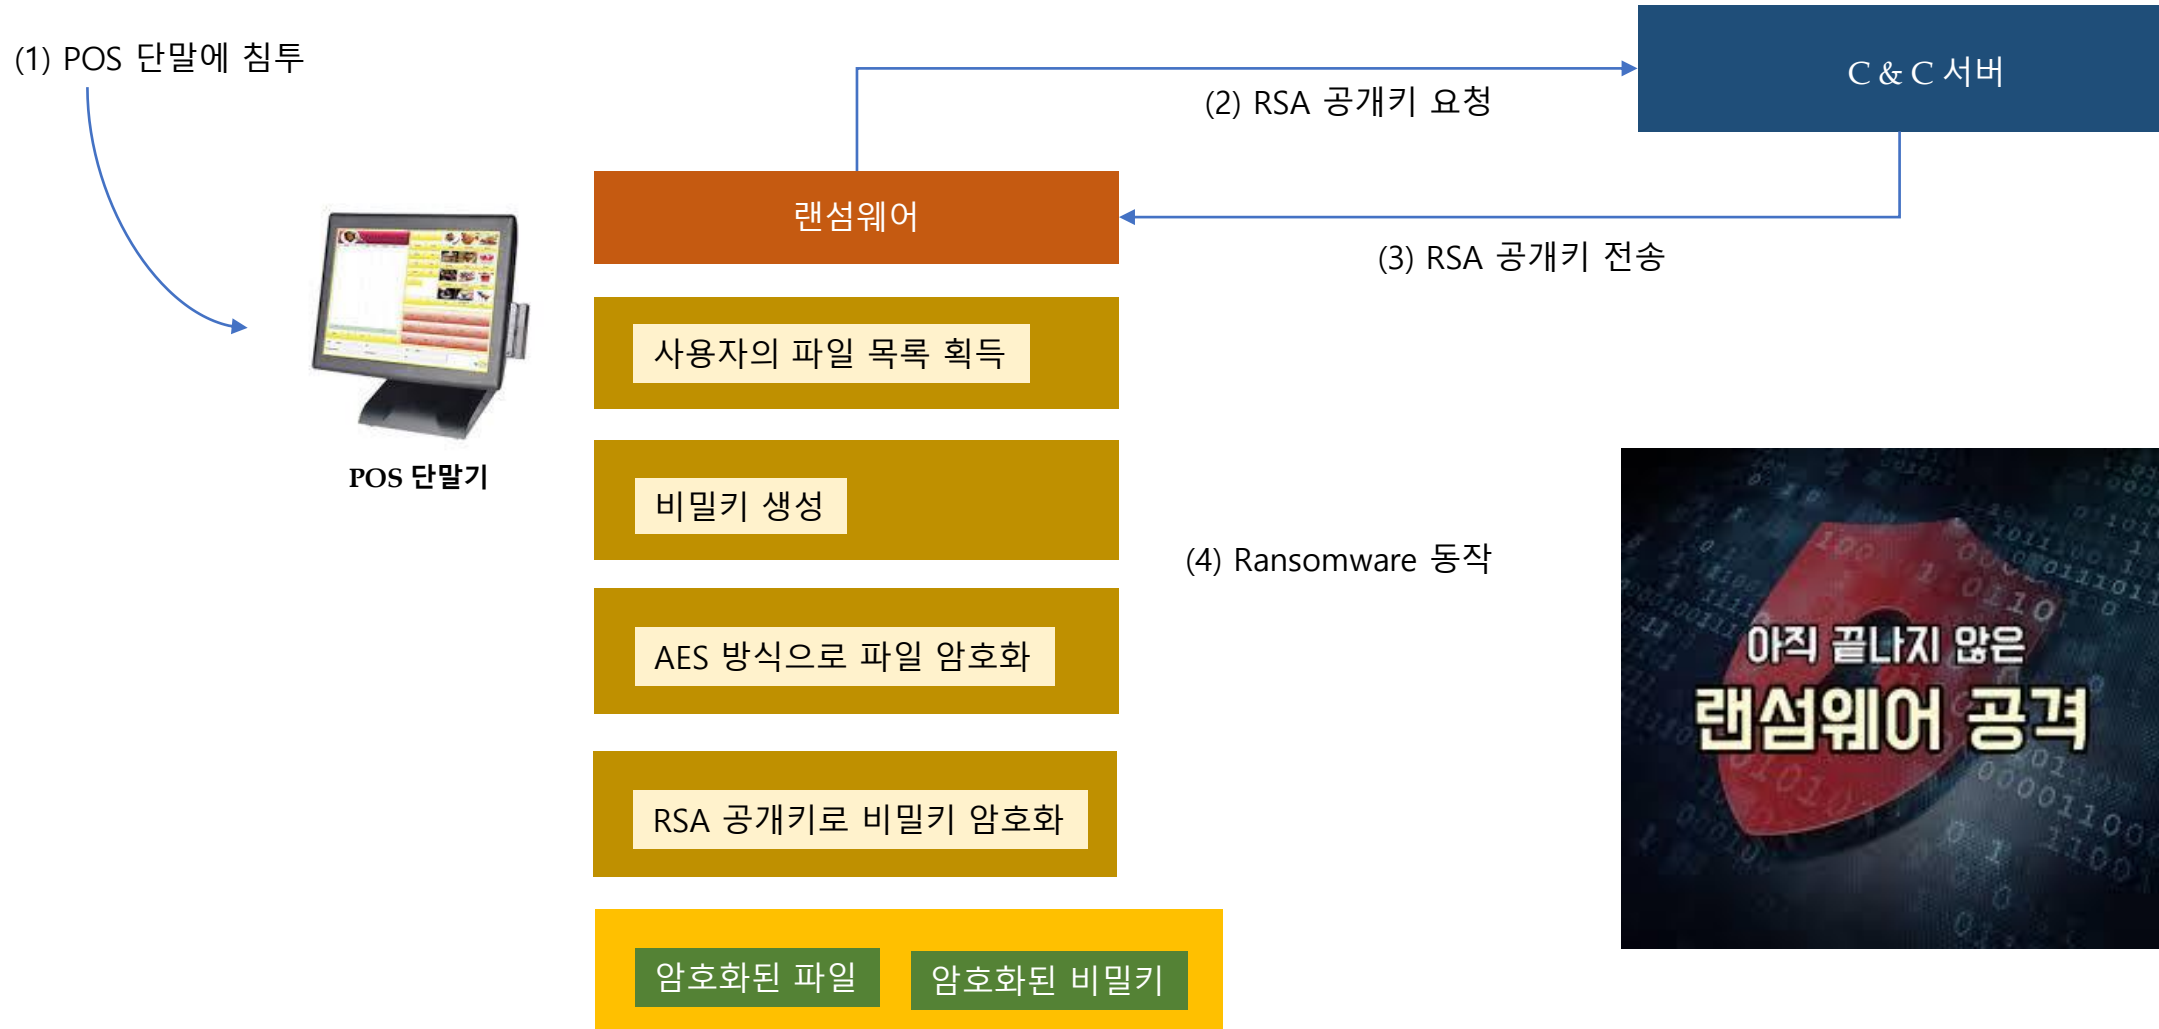 (1) POS 단말에 침투
C & C 서버
(2) RSA 공개키 요청
랜섬웨어
(3) RSA 공개키 전송
사용자의 파일 목록 획득
POS 단말기
비밀키 생성
(4) Ransomware 동작
AES 방식으로 파일 암호화
아직 끝나지 않은
랜섬웨어 공격
RSA 공개키로 비밀키 암호화
암호화된 파일
암호화된 비밀키